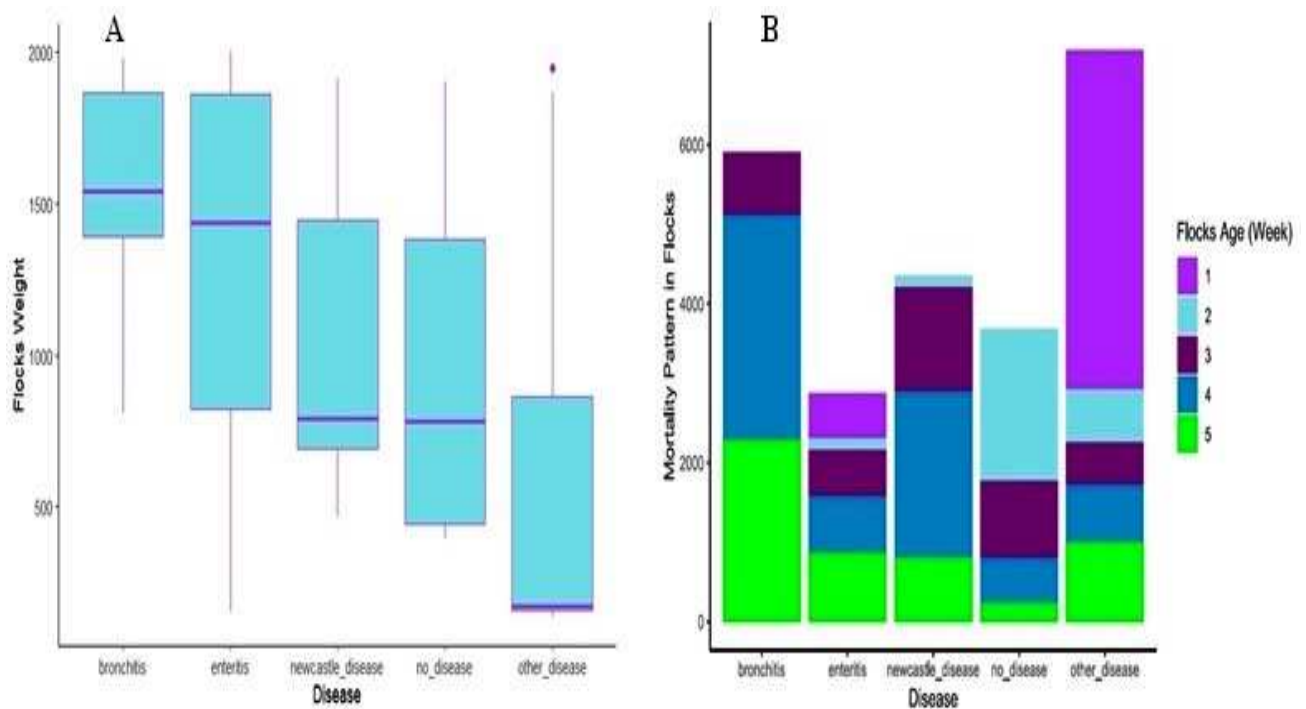 A
2000
1500
1000
500
Flocks Weight
bronchitis enteritis newcastle_disease no_disease other_disease
Disease
B
6000
4000
2000
0
Mortality Pattern in Flocks
bronchitis enteritis newcastle_disease no_disease other_disease
Disease
Flocks Age (Week)
1
2
3
4
5